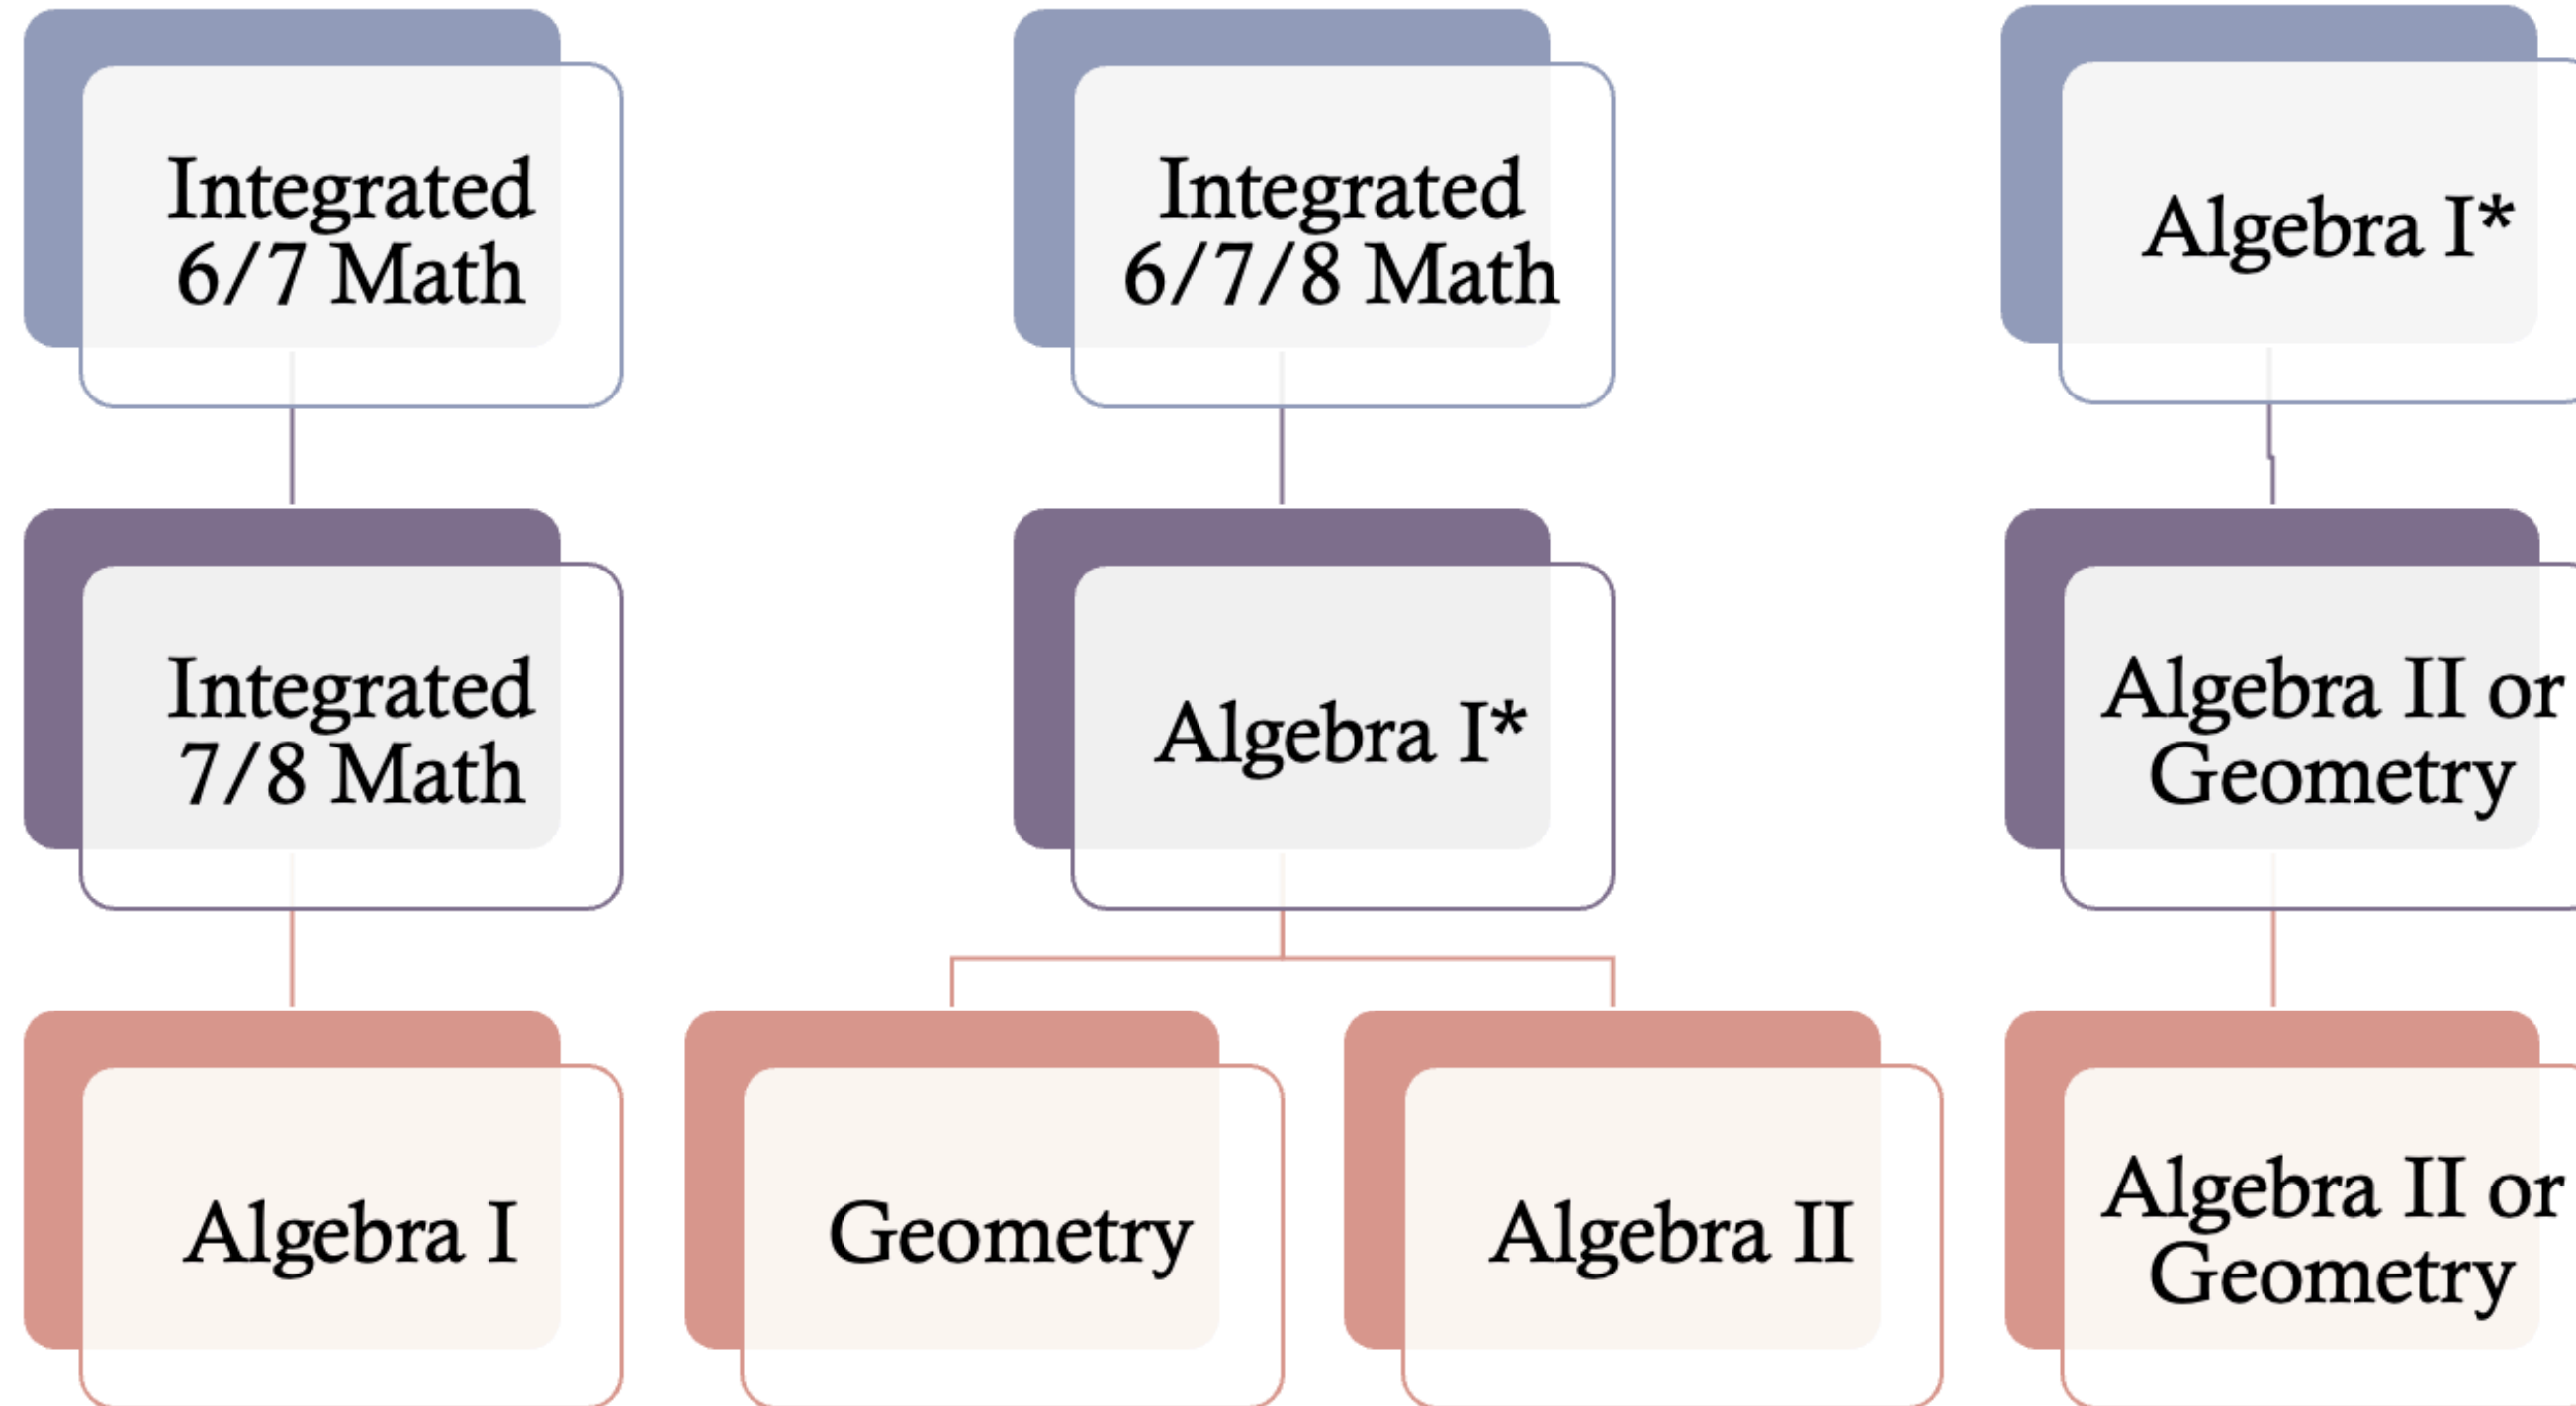 Integrated
6/7 Math
Integrated
6/7/8 Math
Algebra I*
Integrated
7/8 Math
Algebra I*
Algebra II or
Geometry
Algebra I
Geometry
Algebra II
Algebra II or
Geometry